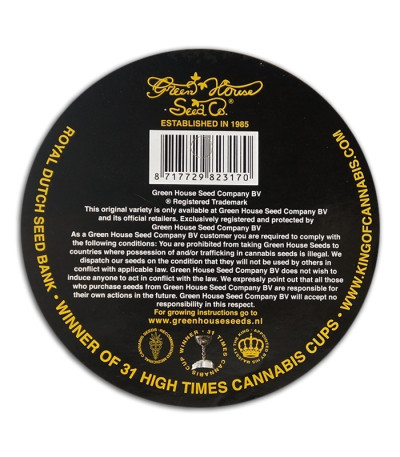 Green House
Seed Co.®
ESTABLISHED IN 1985
8 717729 823170
Green House Seed Company BV
® Registered Trademark
This original variety is only available at Green House Seed Company BV
and its official retailers. Exclusively registered and protected by
Green House Seed Company BV
As a Green House Seed Company BV customer you are required to comply with
the following conditions: You are prohibited from taking Green House Seeds to
countries where possession of and/or trafficking in cannabis seeds is illegal. We
dispatch our seeds on the condition that they will not be used by others in
conflict with applicable law. Green House Seed Company BV does not wish to
induce anyone to act in conflict with the law. We expressly point out that all those
who purchase seeds from Green House Seed Company BV are responsible for
their own actions in the future. Green House Seed Company BV will accept no
responsibility in this respect.
For growing instructions go to
www.greenhouseseeds.nl
CANNABIS CUP WINNER • 31 TIMES
ROYAL DUTCH SEED BANK • WINNER OF 31 HIGH TIMES CANNABIS CUPS • WWW.KINGOFCANNABIS.COM